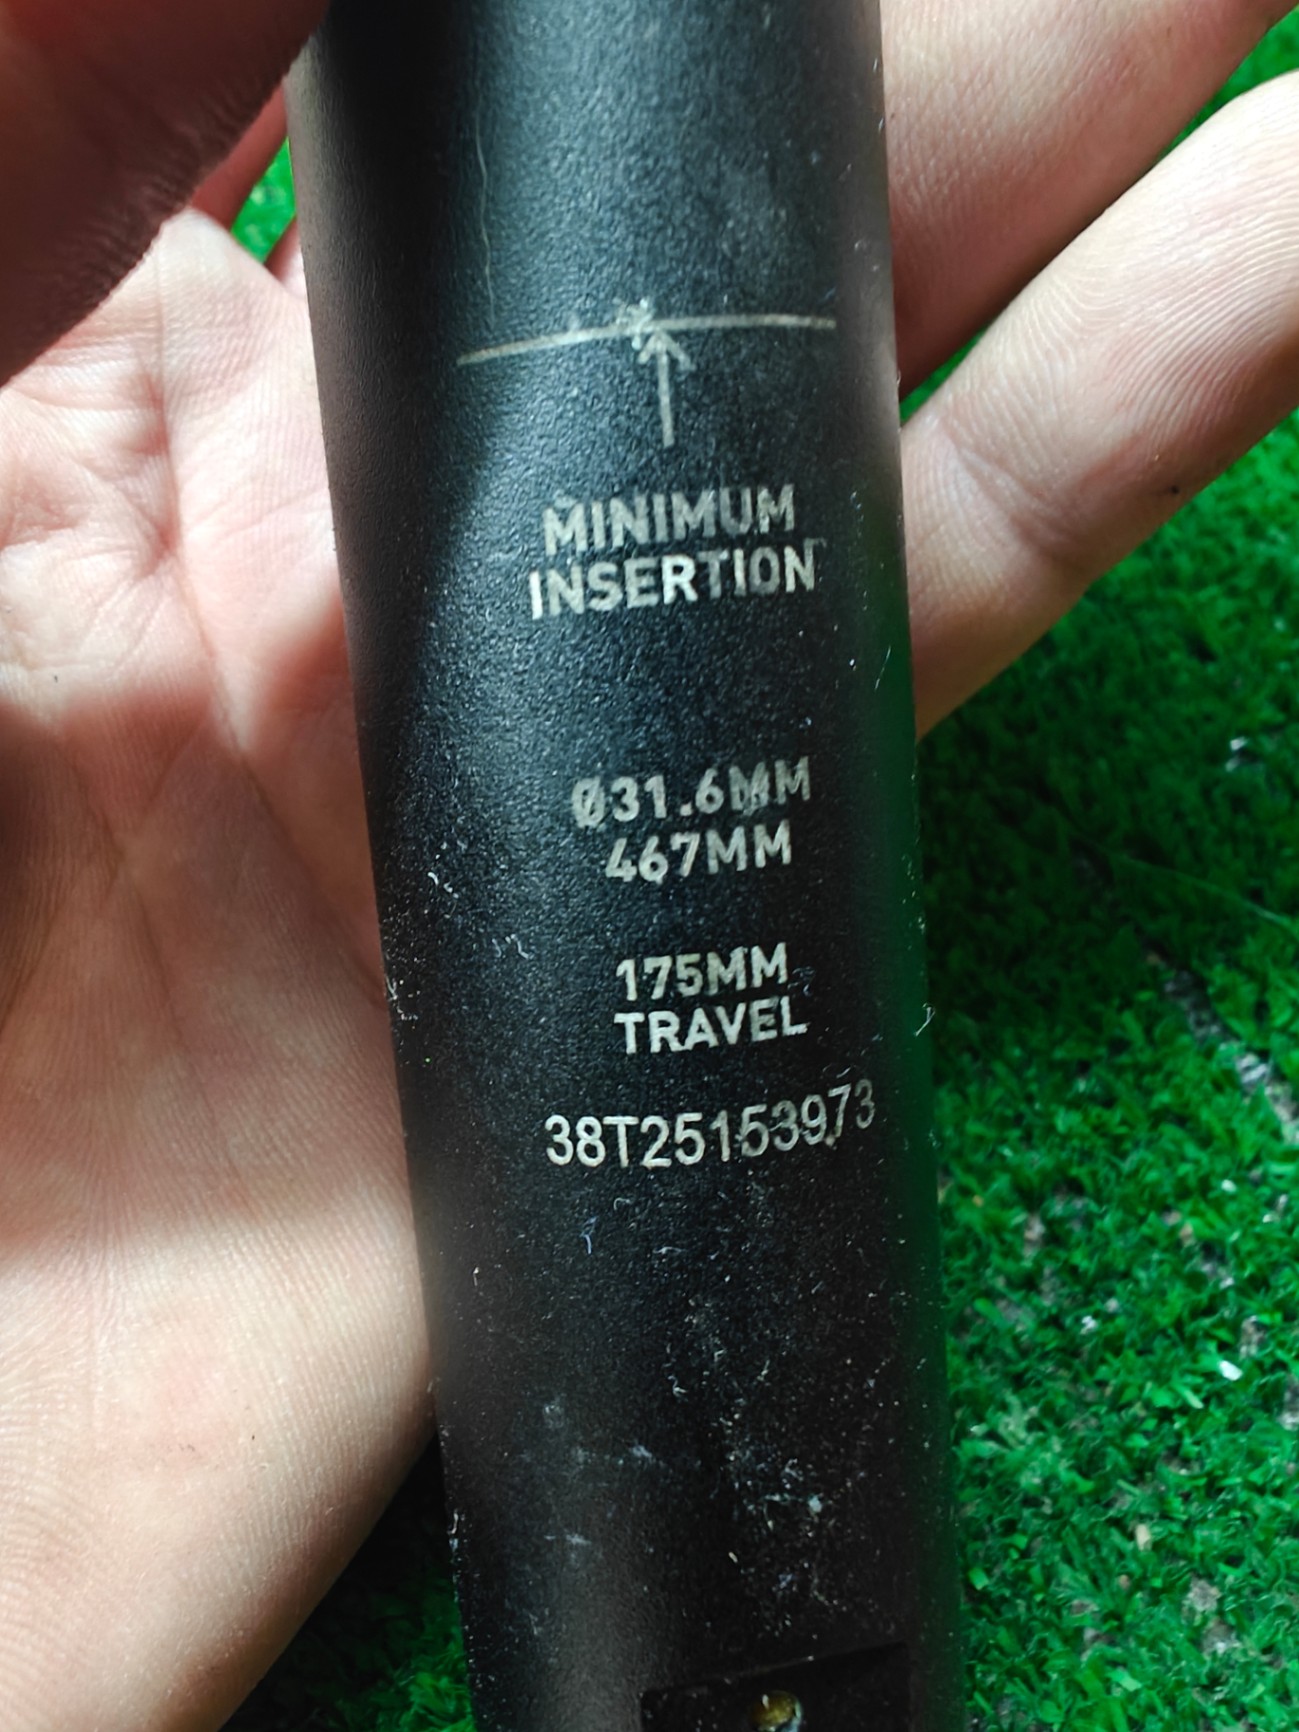 MINIMUM
INSERTION
Ø31.6MM
467MM
175MM
TRAVEL
38T25153973